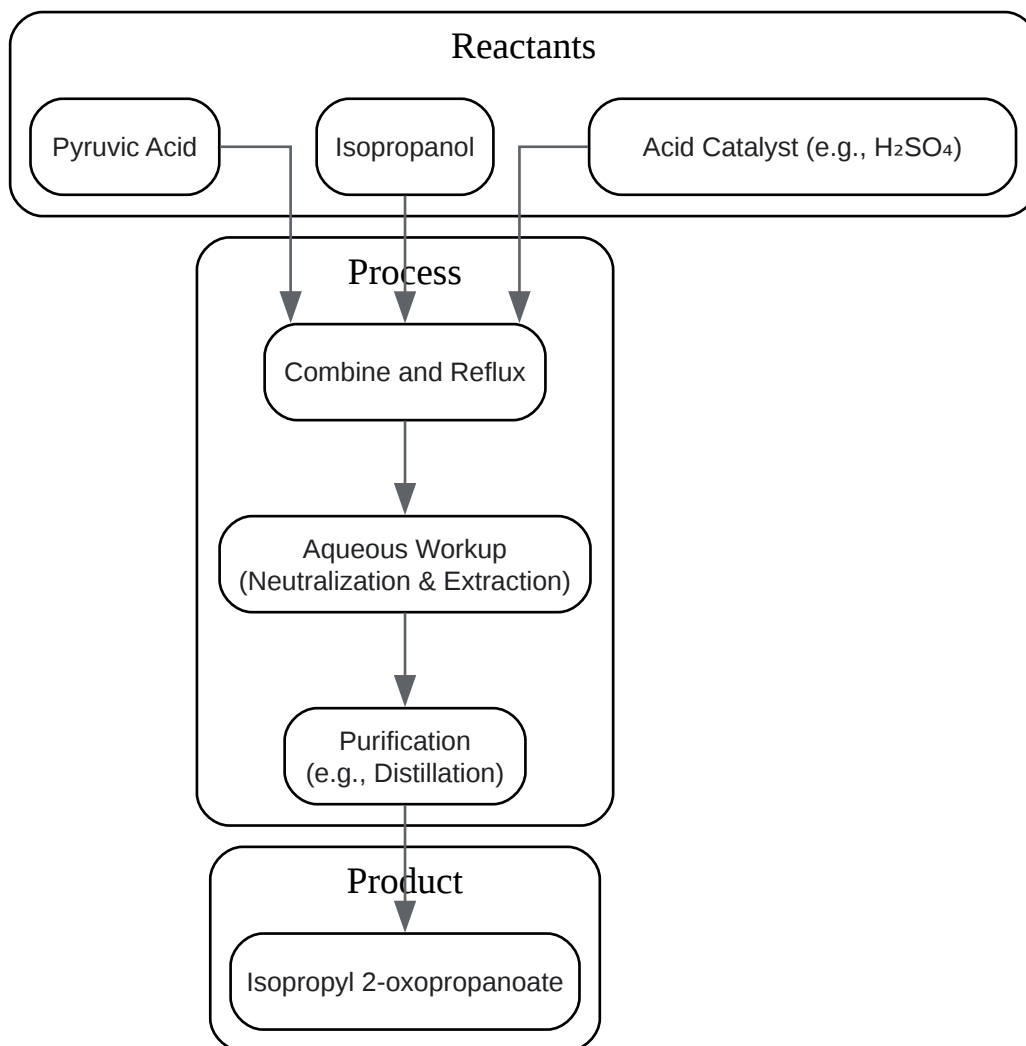 Reactants
Pyruvic Acid
Isopropanol
Acid Catalyst (e.g., H₂SO₄)
Process
Combine and Reflux
Aqueous Workup
(Neutralization & Extraction)
Purification
(e.g., Distillation)
Product
Isopropyl 2-oxopropanoate